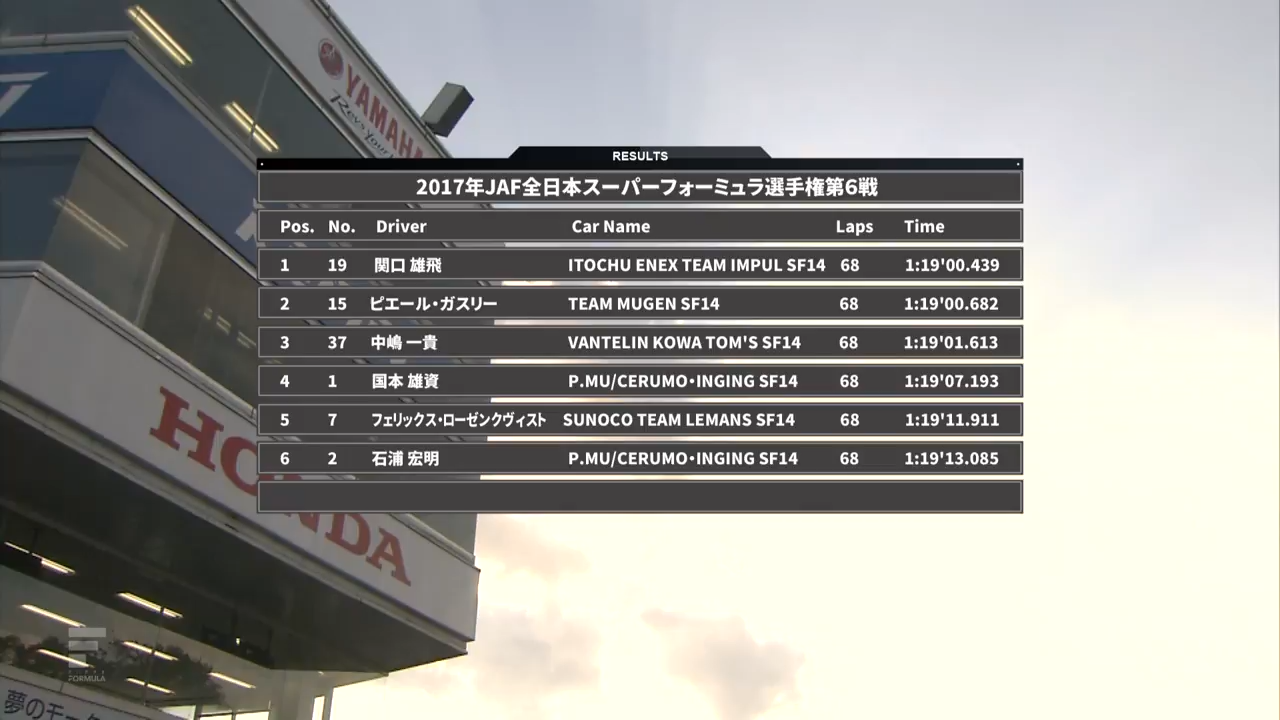 YAMAHA
Revs Your
RESULTS
2017年JAF全日本スーパーフォーミュラ選手権第6戦
Pos. No. Driver Car Name Laps Time
1 19 関口 雄飛 ITOCHU ENEX TEAM IMPUL SF14 68 1:19'00.439
2 15 ピエール・ガスリー TEAM MUGEN SF14 68 1:19'00.682
3 37 中嶋 一貴 VANTELIN KOWA TOM'S SF14 68 1:19'01.613
4 1 国本 雄資 P.MU/CERUMO・INGING SF14 68 1:19'07.193
5 7 フェリックス・ローゼンクヴィスト SUNOCO TEAM LEMANS SF14 68 1:19'11.911
6 2 石浦 宏明 P.MU/CERUMO・INGING SF14 68 1:19'13.085
HONDA
FORMULA
夢のモー